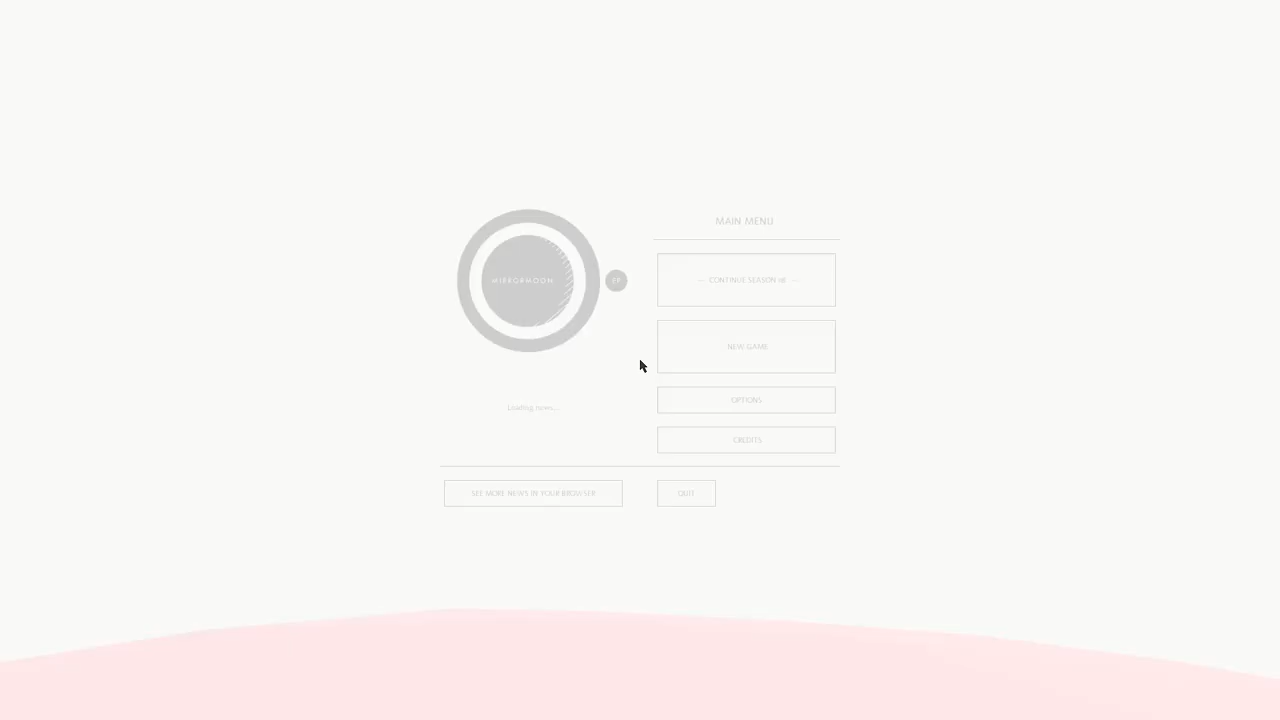 MIRRORMOON
EP
MAIN MENU
CONTINUE SEASON
NEW GAME
OPTIONS
CREDITS
Loading news...
SEE MORE NEWS IN YOUR BROWSER
QUIT